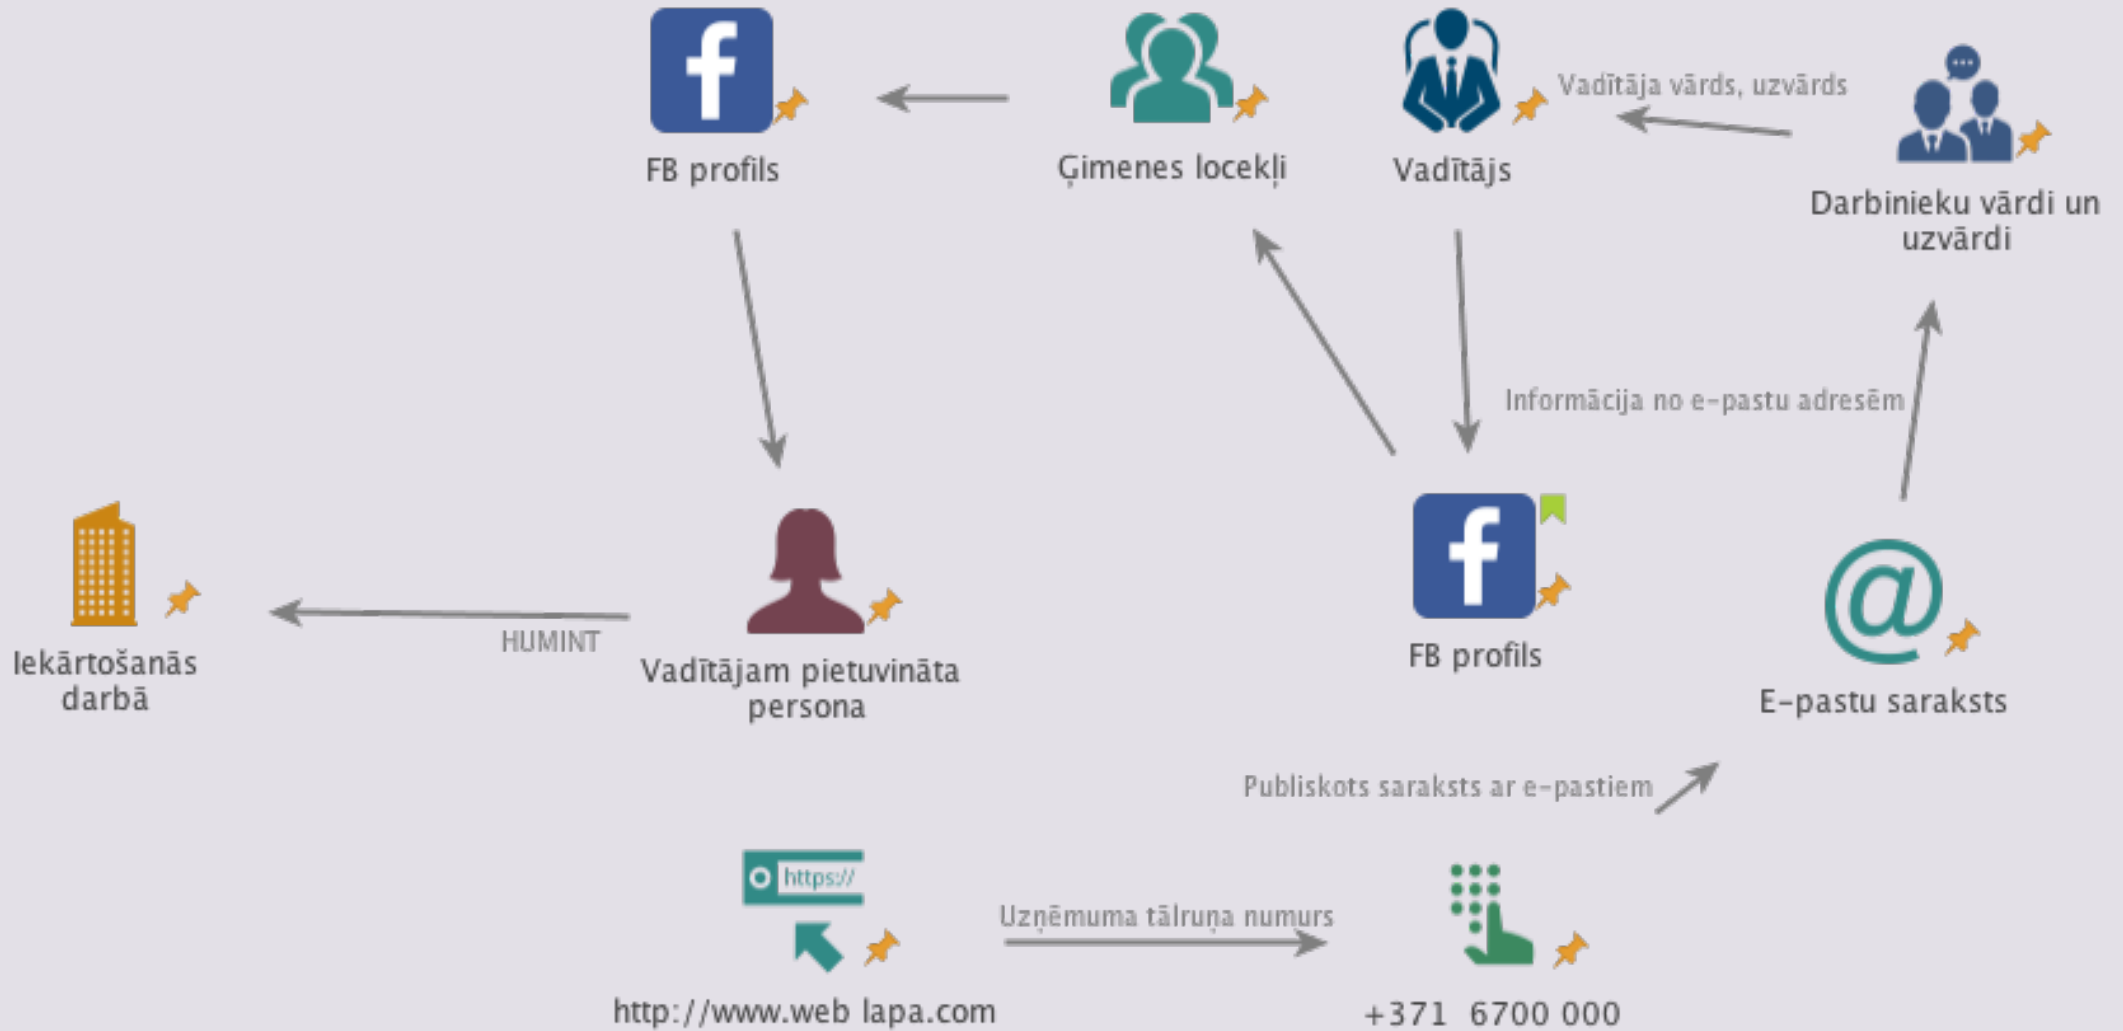 FB profils
Ģimenes locekļi
Vadītājs
Vadītāja vārds, uzvārds
Darbinieku vārdi un
uzvārdi
Informācija no e-pastu adresēm
Iekārtošanās
darbā
HUMINT
Vadītājam pietuvināta
persona
FB profils
@
E-pastu saraksts
Publiskots saraksts ar e-pastiem
https://
Uzņēmuma tālruņa numurs
http://www.web lapa.com
+371 6700 000